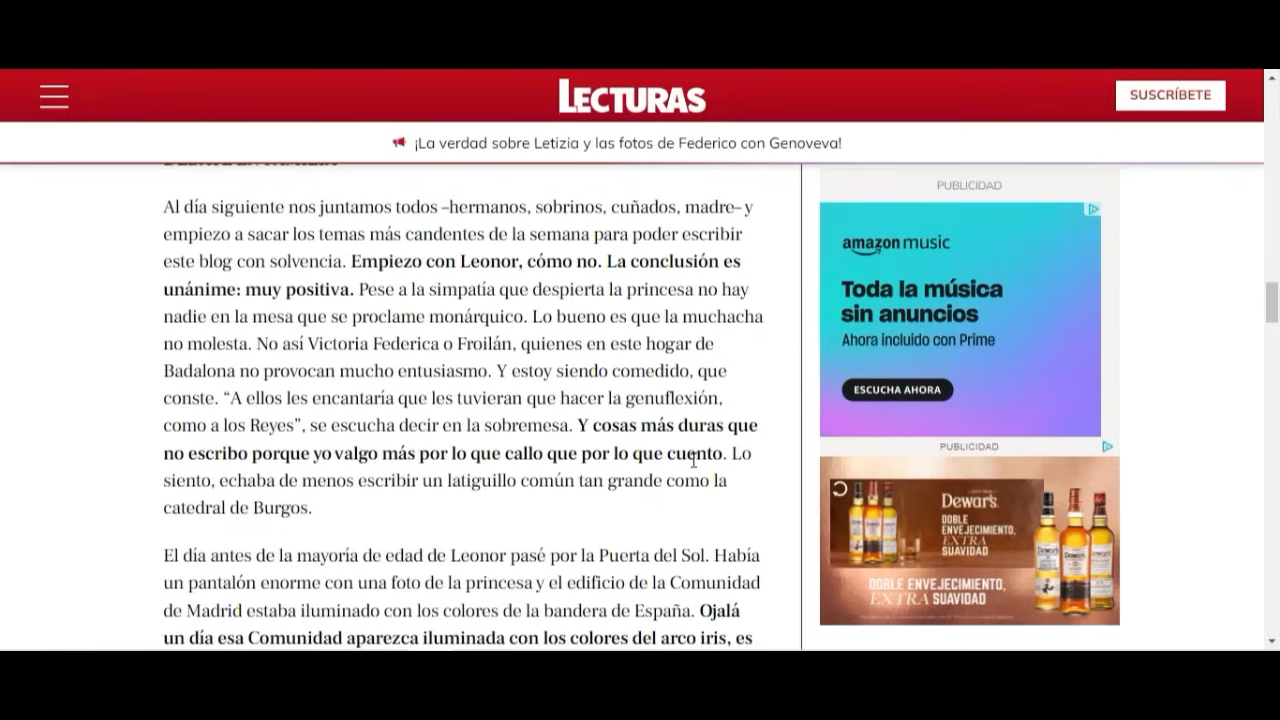 LECTURAS
SUSCRÍBETE
¡La verdad sobre Letizia y las fotos de Federico con Genoveva!
Al día siguiente nos juntamos todos –hermanos, sobrinos, cuñados, madre– y
empiezo a sacar los temas más candentes de la semana para poder escribir
este blog con solvencia. Empiezo con Leonor, cómo no. La conclusión es
unánime: muy positiva. Pese a la simpatía que despierta la princesa no hay
nadie en la mesa que se proclame monárquico. Lo bueno es que la muchacha
no molesta. No así Victoria Federica o Froilán, quienes en este hogar de
Badalona no provocan mucho entusiasmo. Y estoy siendo comedido, que
conste. “A ellos les encantaría que les tuvieran que hacer la genuflexión,
como a los Reyes”, se escucha decir en la sobremesa. Y cosas más duras que
no escribo porque yo valgo más por lo que callo que por lo que cuento. Lo
siento, echaba de menos escribir un latiguillo común tan grande como la
catedral de Burgos.
El día antes de la mayoría de edad de Leonor pasé por la Puerta del Sol. Había
un pantalón enorme con una foto de la princesa y el edificio de la Comunidad
de Madrid estaba iluminado con los colores de la bandera de España. Ojalá
un día esa Comunidad aparezca iluminada con los colores del arco iris, es
PUBLICIDAD
amazon music
Toda la música
sin anuncios
Ahora incluido con Prime
ESCUCHA AHORA
PUBLICIDAD
Dewar's
DOBLE
ENVEJECIMIENTO,
EXTRA
SUAVIDAD
DOBLE ENVEJECIMIENTO,
EXTRA SUAVIDAD